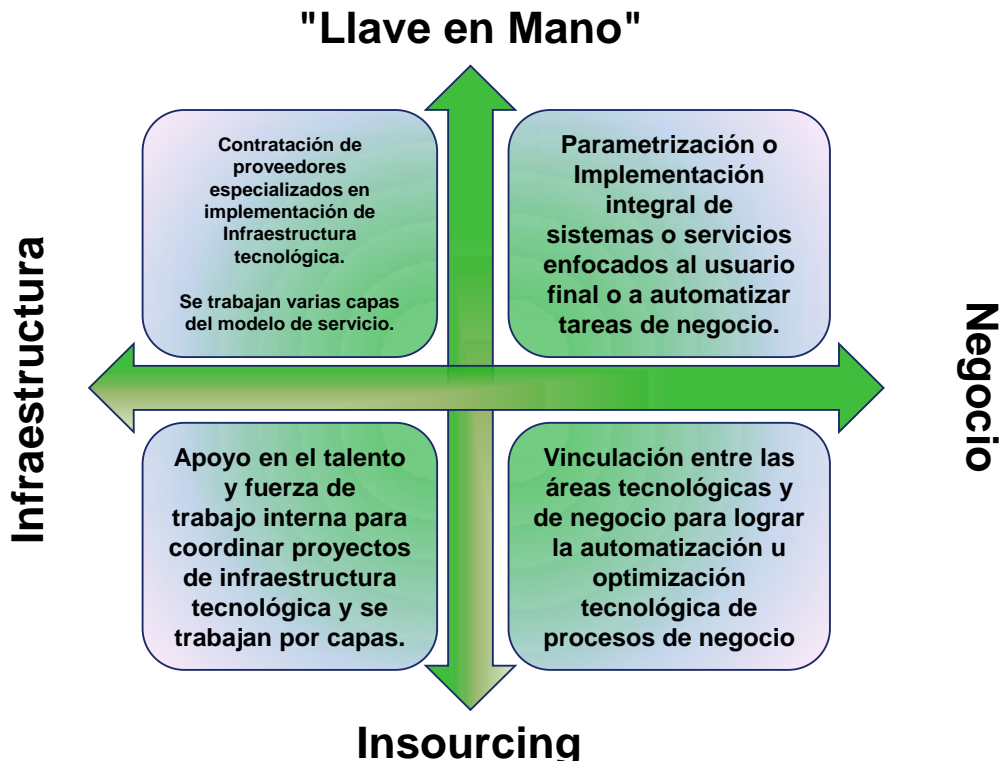 "Llave en Mano"
Contratación de
proveedores
especializados en
implementación de
Infraestructura
tecnológica.
Se trabajan varias capas
del modelo de servicio.
Parametrización o
Implementación
integral de
sistemas o servicios
enfocados al usuario
final o a automatizar
tareas de negocio.
Infraestructura
Negocio
Apoyo en el talento
y fuerza de
trabajo interna para
coordinar proyectos
de infraestructura
tecnológica y se
trabajan por capas.
Vinculación entre las
áreas tecnológicas y
de negocio para lograr
la automatización u
optimización
tecnológica de
procesos de negocio
Insourcing